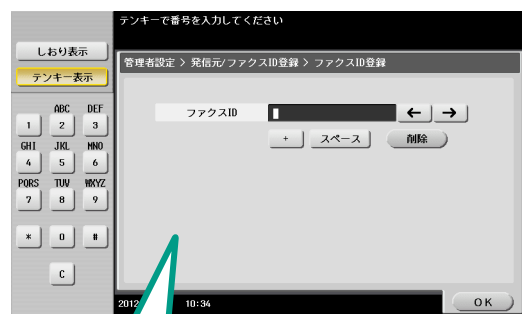 テンキーで番号を入力してください
しおり表示
テンキー表示
管理者設定 > 発信元/ファクスID登録 > ファクスID登録
ファクスID
← →
+ スペース 削除
ABC DEF
1 2 3
GHI JKL MNO
4 5 6
PQRS TUV WXYZ
7 8 9
* 0 #
C
2012 10:34
OK